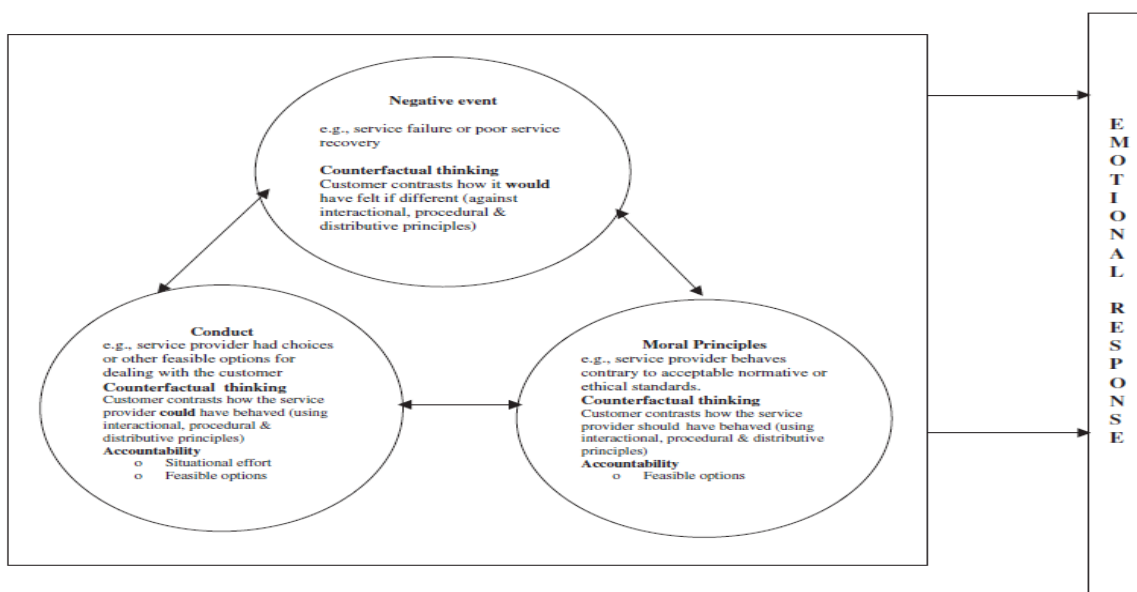 Negative event
e.g., service failure or poor service
recovery
Counterfactual thinking
Customer contrasts how it would
have felt if different (against
interactional, procedural &
distributive principles)
Conduct
e.g., service provider had choices
or other feasible options for
dealing with the customer
Counterfactual thinking
Customer contrasts how the service
provider could have behaved (using
interactional, procedural &
distributive principles)
Accountability
o Situational effort
o Feasible options
Moral Principles
e.g., service provider behaves
contrary to acceptable normative or
ethical standards.
Counterfactual thinking
Customer contrasts how the service
provider should have behaved (using
interactional, procedural & distributive
principles)
Accountability
o Feasible options
EMOTIONAL RESPONSE